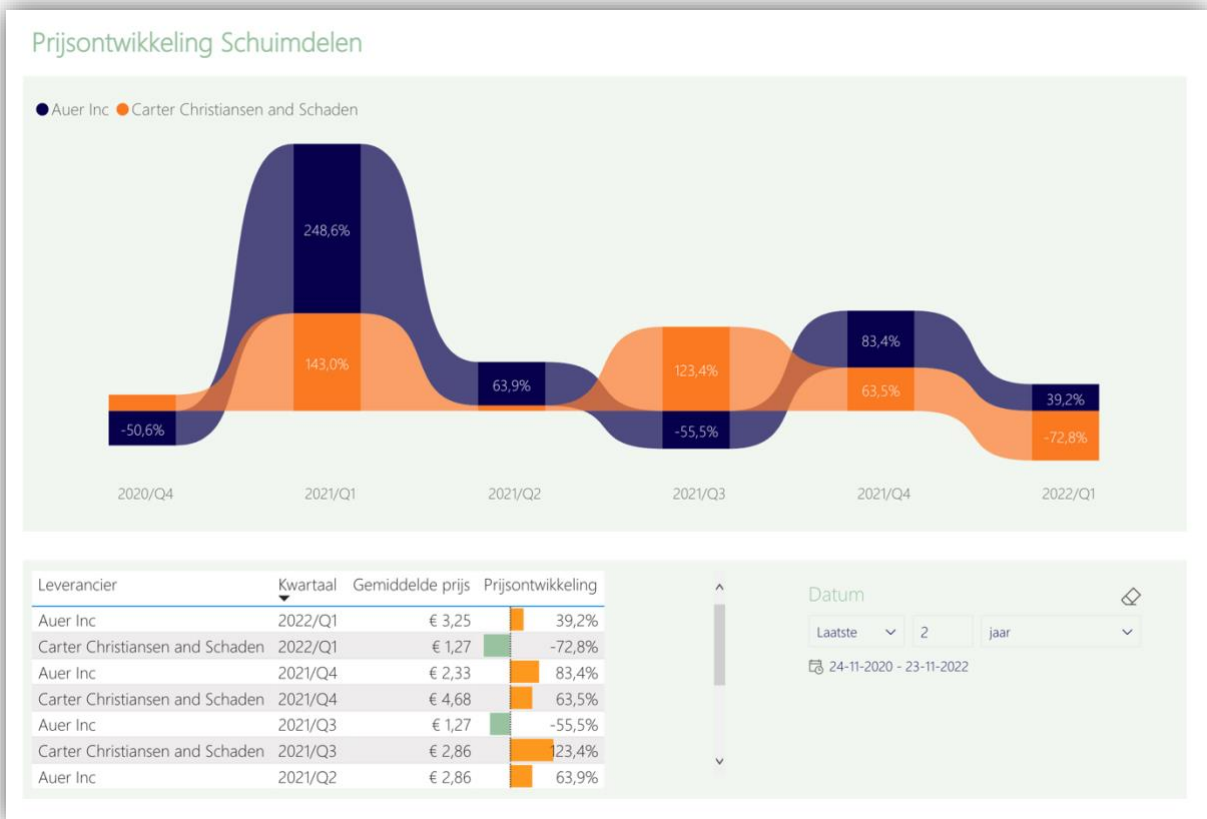 Prijsontwikkeling Schuimdelen
Auer Inc Carter Christiansen and Schaden
248,6%
143,0%
63,9%
123,4%
83,4%
63,5%
39,2%
-50,6%
-55,5%
-72,8%
2020/Q4 2021/Q1 2021/Q2 2021/Q3 2021/Q4 2022/Q1
Leverancier Kwartaal Gemiddelde prijs Prijsontwikkeling
Auer Inc 2022/Q1 € 3,25 39,2%
Carter Christiansen and Schaden 2022/Q1 € 1,27 -72,8%
Auer Inc 2021/Q4 € 2,33 83,4%
Carter Christiansen and Schaden 2021/Q4 € 4,68 63,5%
Auer Inc 2021/Q3 € 1,27 -55,5%
Carter Christiansen and Schaden 2021/Q3 € 2,86 123,4%
Auer Inc 2021/Q2 € 2,86 63,9%
Datum
Laatste 2 jaar
24-11-2020 - 23-11-2022